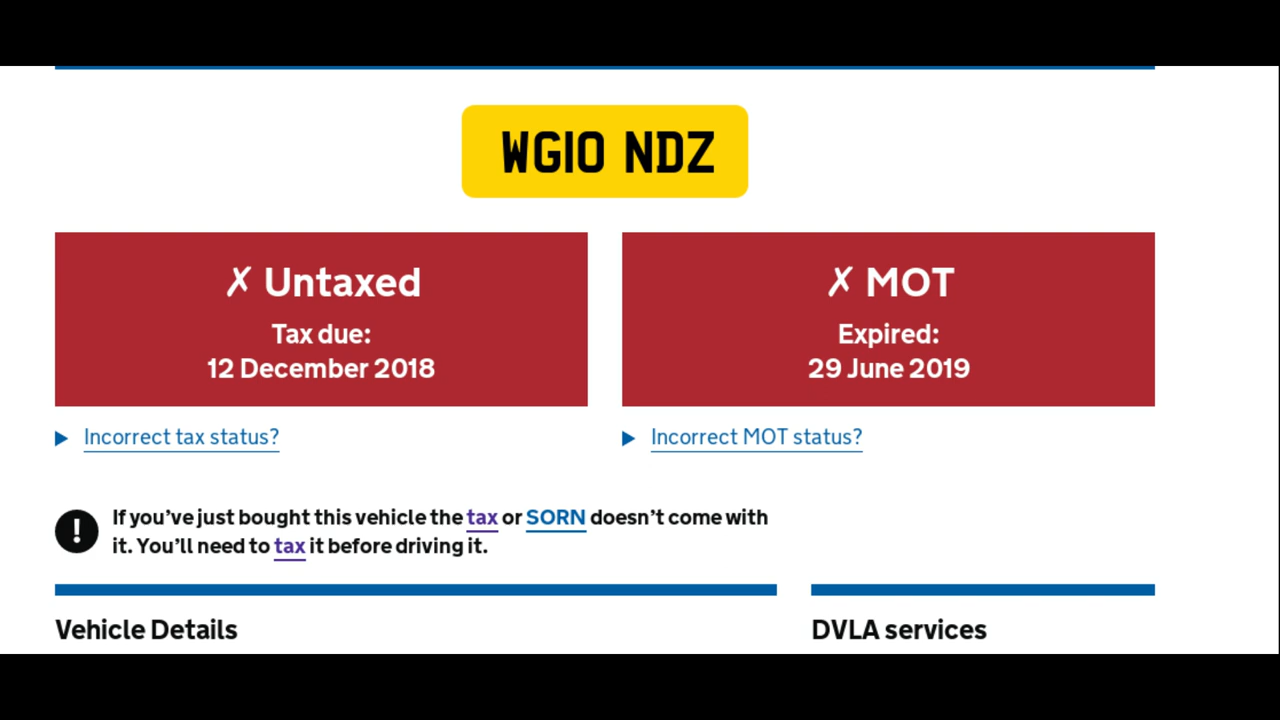 WG10 NDZ
✗ Untaxed
Tax due:
12 December 2018
✗ MOT
Expired:
29 June 2019
Incorrect tax status?
Incorrect MOT status?
If you've just bought this vehicle the tax or SORN doesn't come with
it. You'll need to tax it before driving it.
Vehicle Details
DVLA services